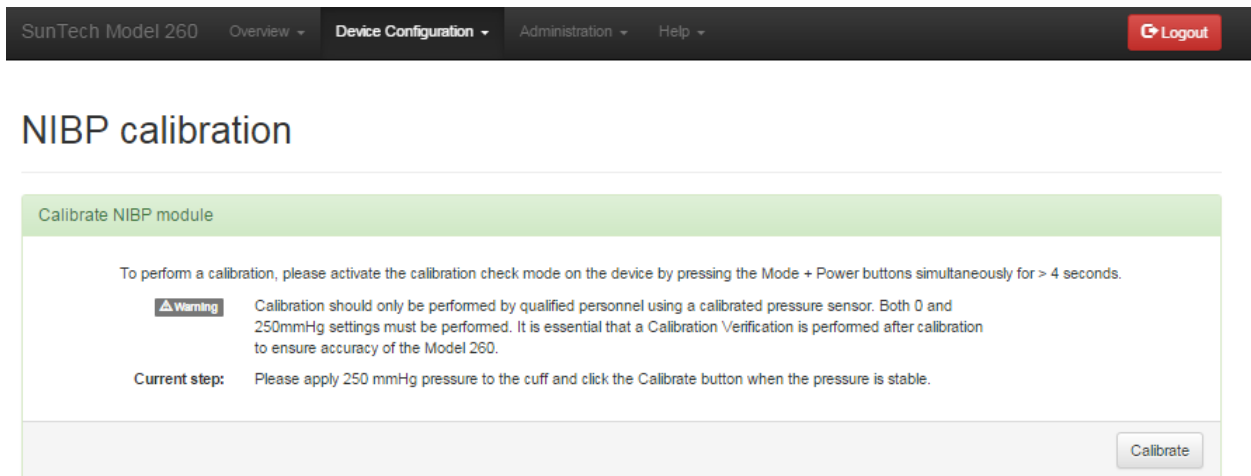 SunTech Model 260 Overview Device Configuration Administration Help Logout
NIBP calibration
Calibrate NIBP module
To perform a calibration, please activate the calibration check mode on the device by pressing the Mode + Power buttons simultaneously for > 4 seconds.
Warning Calibration should only be performed by qualified personnel using a calibrated pressure sensor. Both 0 and
250mmHg settings must be performed. It is essential that a Calibration Verification is performed after calibration
to ensure accuracy of the Model 260.
Current step: Please apply 250 mmHg pressure to the cuff and click the Calibrate button when the pressure is stable.
Calibrate